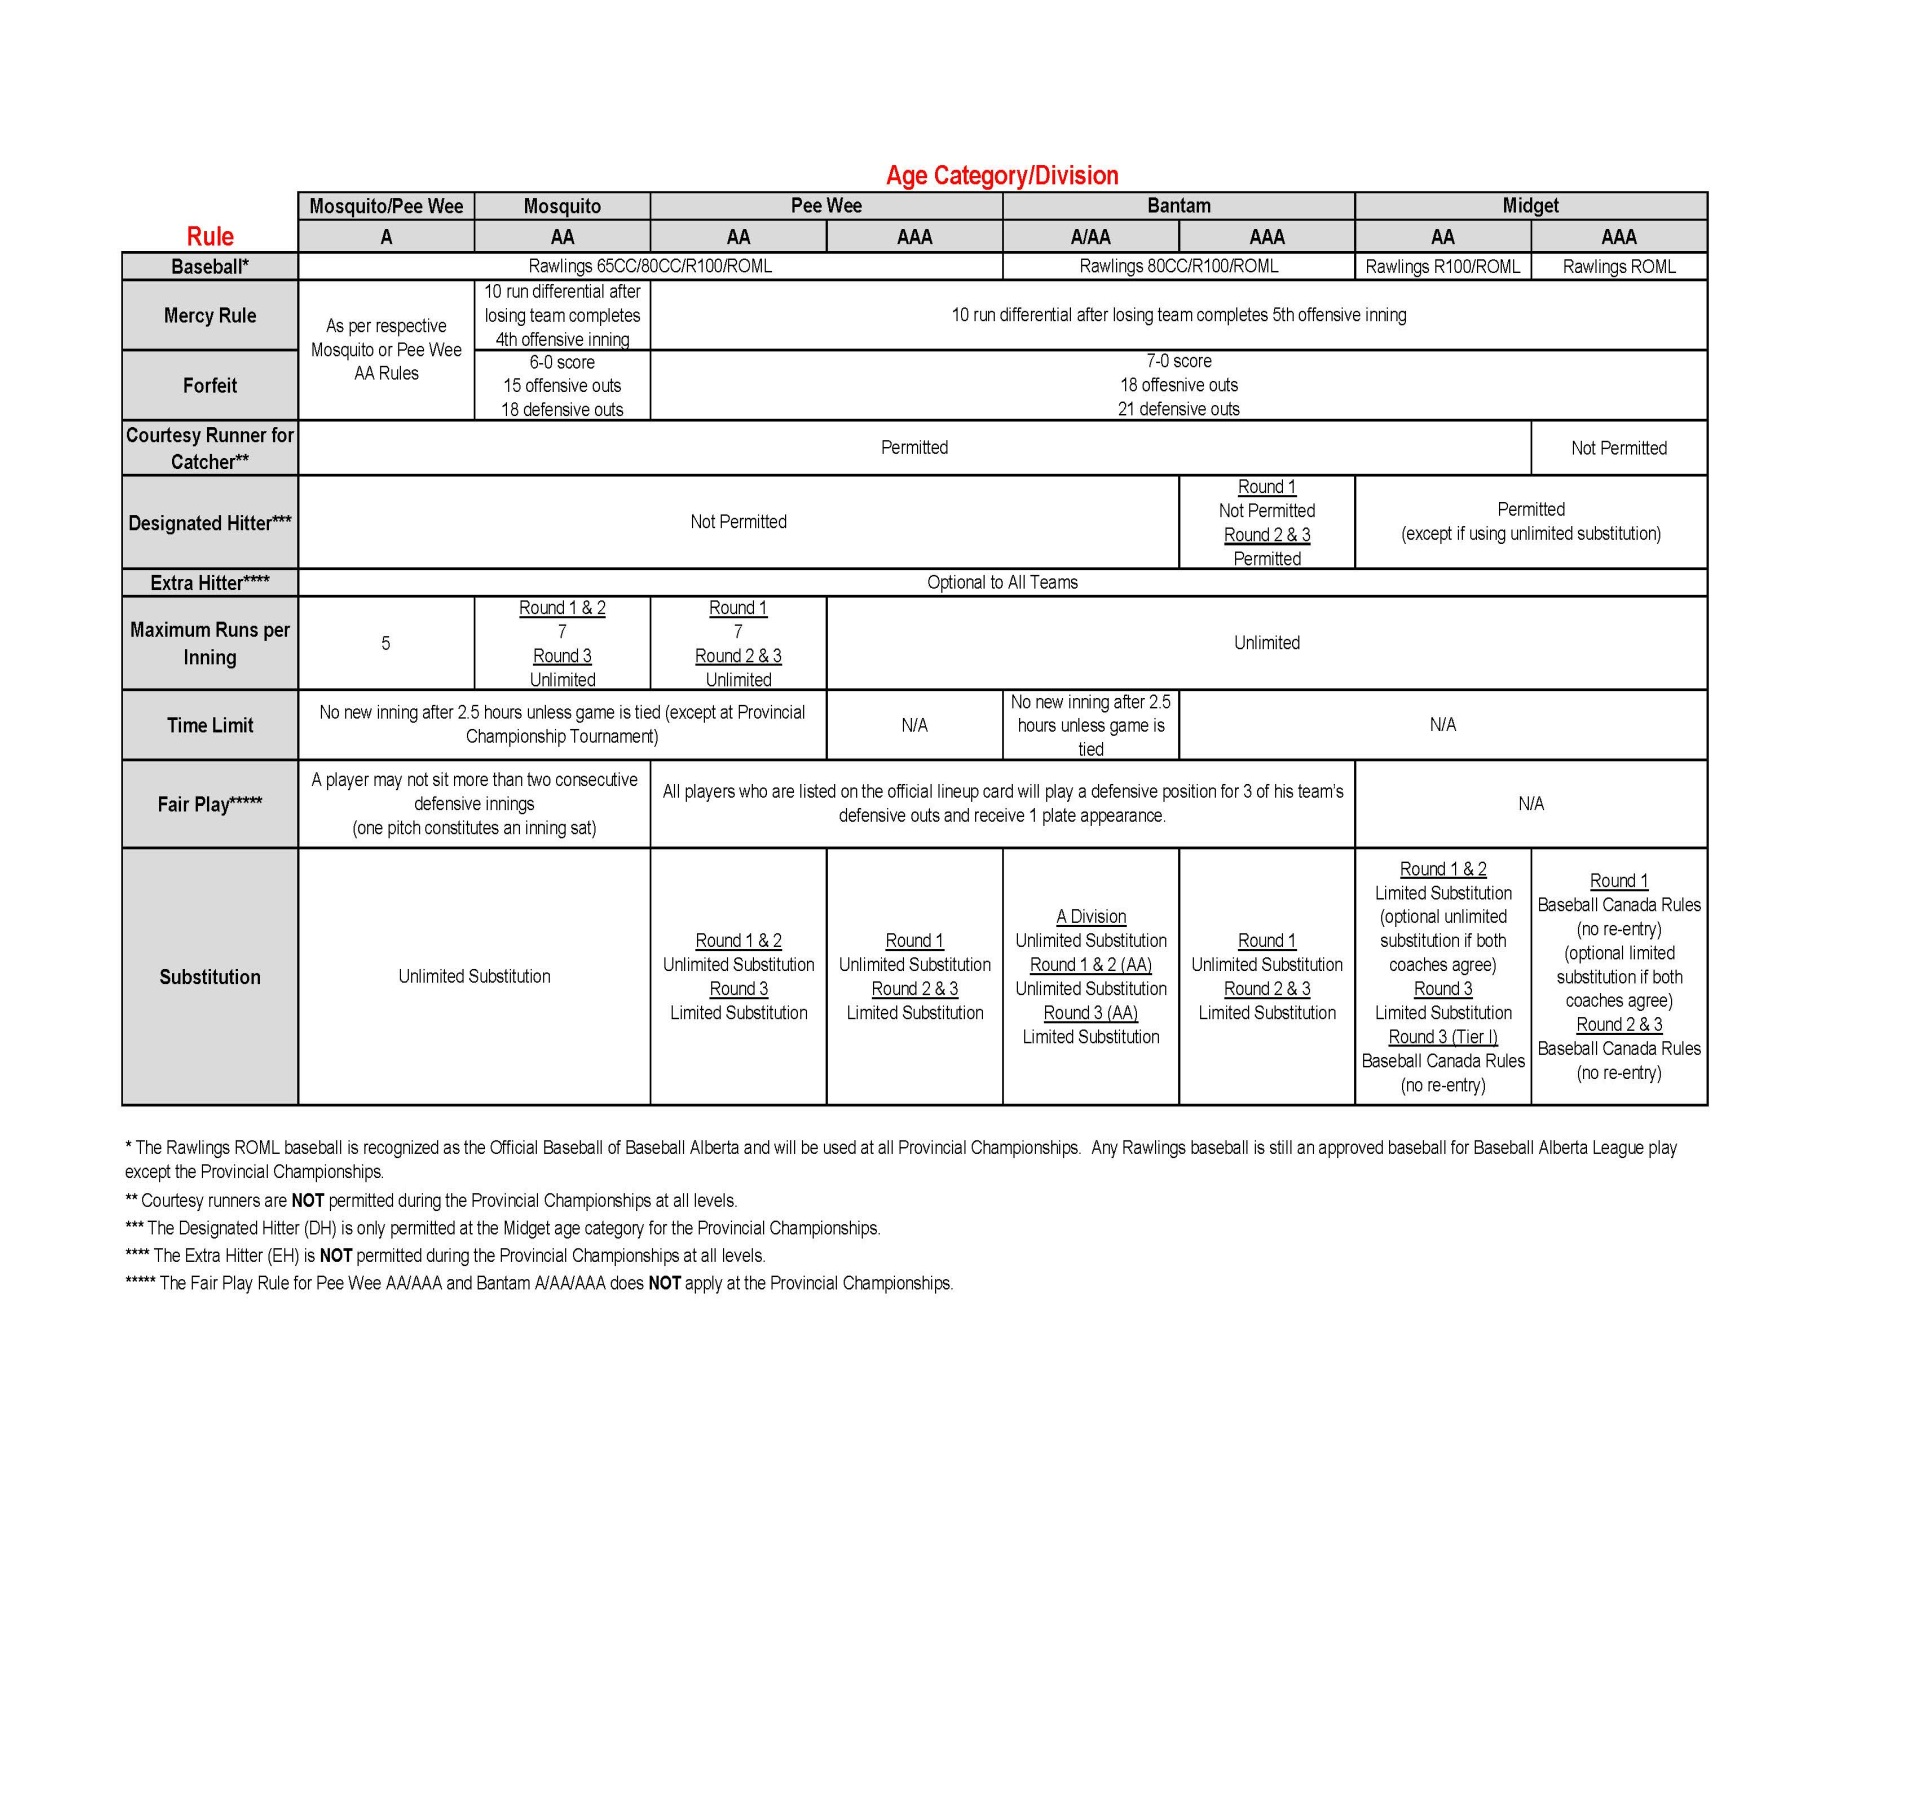 Age Category/Division
Mosquito/Pee Wee Mosquito Pee Wee Bantam Midget
Rule A AA AA AAA A/AA AAA AA AAA
Baseball* Rawlings 65CC/80CC/R100/ROML Rawlings 80CC/R100/ROML Rawlings R100/ROML Rawlings ROML
Mercy Rule
As per respective
Mosquito or Pee Wee
AA Rules
10 run differential after
losing team completes
4th offensive inning
10 run differential after losing team completes 5th offensive inning
Forfeit
6-0 score
15 offensive outs
18 defensive outs
7-0 score
18 offesnive outs
21 defensive outs
Courtesy Runner for
Catcher**
Permitted
Not Permitted
Designated Hitter***
Not Permitted
Round 1
Not Permitted
Round 2 & 3
Permitted
Permitted
(except if using unlimited substitution)
Extra Hitter****
Optional to All Teams
Maximum Runs per
Inning
5
Round 1 & 2
7
Round 3
Unlimited
Round 1
7
Round 2 & 3
Unlimited
Unlimited
Time Limit
No new inning after 2.5 hours unless game is tied (except at Provincial
Championship Tournament)
N/A
No new inning after 2.5
hours unless game is
tied
N/A
Fair Play*****
A player may not sit more than two consecutive
defensive innings
(one pitch constitutes an inning sat)
All players who are listed on the official lineup card will play a defensive position for 3 of his team's
defensive outs and receive 1 plate appearance.
N/A
Substitution
Unlimited Substitution
Round 1 & 2
Unlimited Substitution
Round 3
Limited Substitution
Round 1
Unlimited Substitution
Round 2 & 3
Limited Substitution
A Division
Unlimited Substitution
Round 1 & 2 (AA)
Unlimited Substitution
Round 3 (AA)
Limited Substitution
Round 1
Unlimited Substitution
Round 2 & 3
Limited Substitution
Round 1 & 2
Limited Substitution
(optional unlimited
substitution if both
coaches agree)
Round 3
Limited Substitution
Round 3 (Tier I)
Baseball Canada Rules
(no re-entry)
Round 1
Baseball Canada Rules
(no re-entry)
(optional limited
substitution if both
coaches agree)
Round 2 & 3
Baseball Canada Rules
(no re-entry)
* The Rawlings ROML baseball is recognized as the Official Baseball of Baseball Alberta and will be used at all Provincial Championships. Any Rawlings baseball is still an approved baseball for Baseball Alberta League play
except the Provincial Championships.
** Courtesy runners are NOT permitted during the Provincial Championships at all levels.
*** The Designated Hitter (DH) is only permitted at the Midget age category for the Provincial Championships.
**** The Extra Hitter (EH) is NOT permitted during the Provincial Championships at all levels.
***** The Fair Play Rule for Pee Wee AA/AAA and Bantam A/AA/AAA does NOT apply at the Provincial Championships.